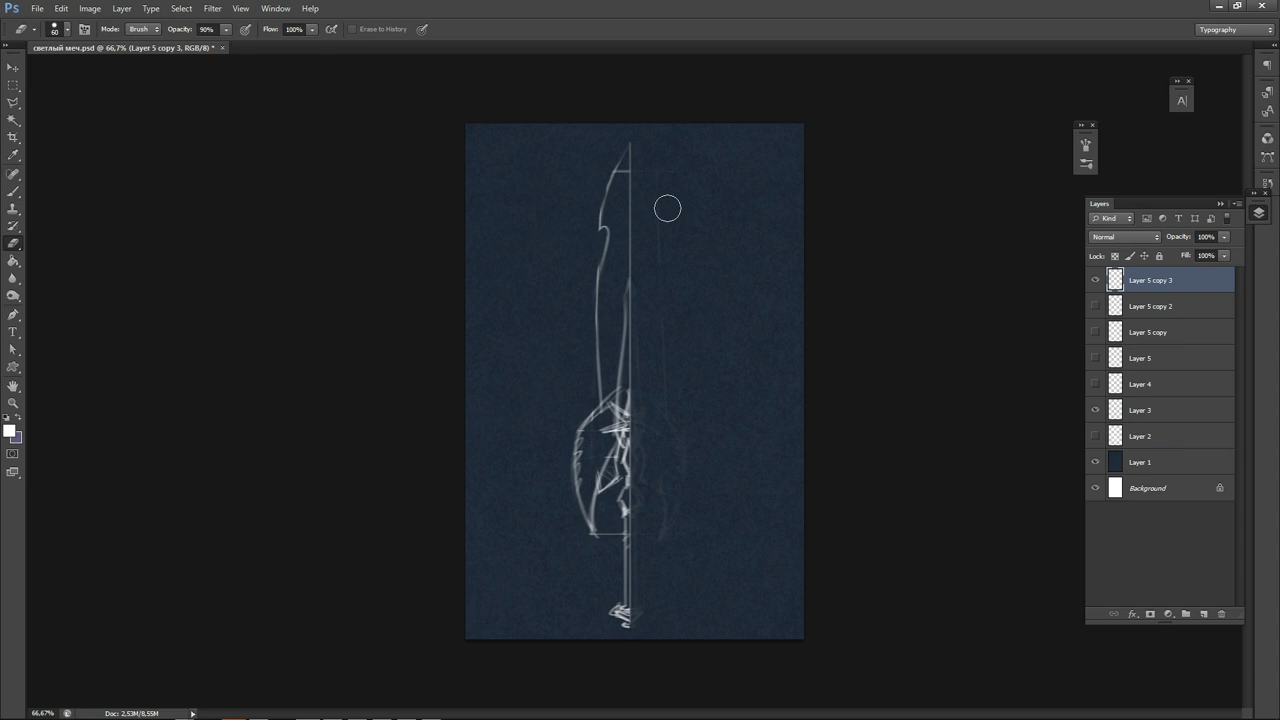 Ps File Edit Image Layer Type Select Filter View Window Help
60 Mode: Brush Opacity: 90% Flow: 100% Erase to History Typography
светлый меч.psd @ 66,7% (Layer 5 copy 3, RGB/8) * ×
A|
Layers
Kind
Normal Opacity: 100%
Lock: Fill: 100%
Layer 5 copy 3
Layer 5 copy 2
Layer 5 copy
Layer 5
Layer 4
Layer 3
Layer 2
Layer 1
Background
66,67% Doc: 2,53M/8,55M